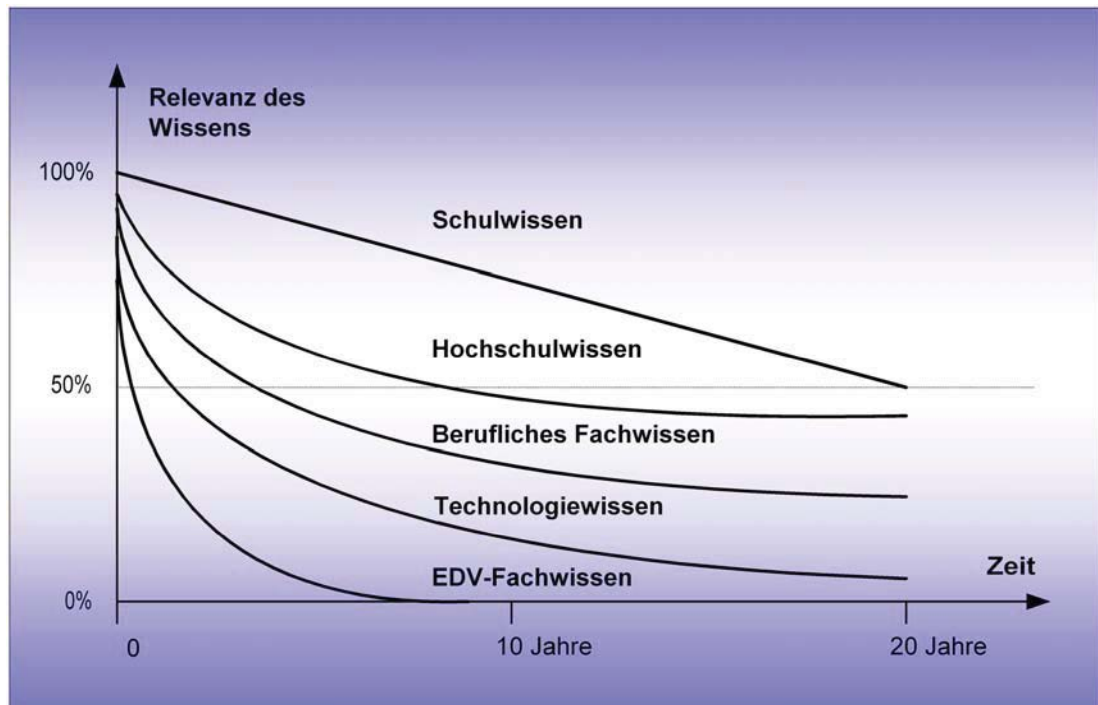 Relevanz des
Wissens
100%
Schulwissen
Hochschulwissen
50%
Berufliches Fachwissen
Technologiewissen
EDV-Fachwissen
Zeit
0%
0
10 Jahre
20 Jahre